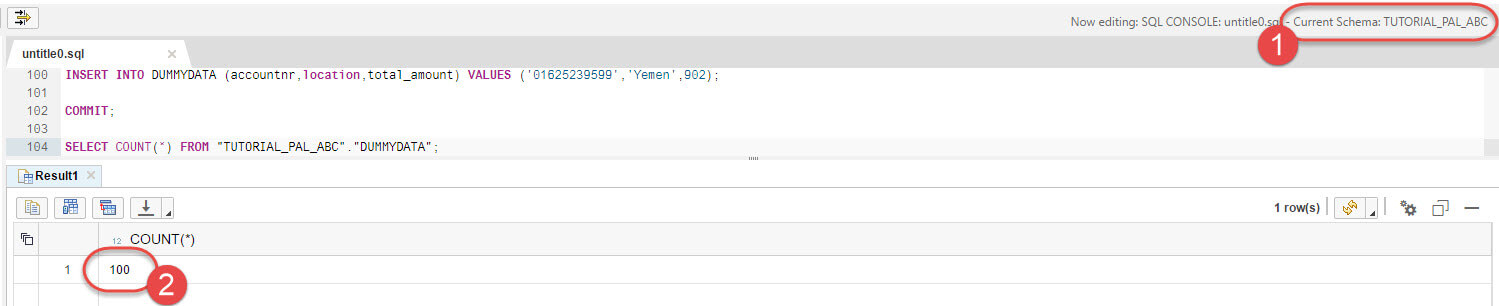 Now editing: SQL CONSOLE: untitle0.sql - Current Schema: TUTORIAL_PAL_ABC
1
untitle0.sql
100 INSERT INTO DUMMYDATA (accountnr,location,total_amount) VALUES ('01625239599','Yemen',902);
101
102 COMMIT;
103
104 SELECT COUNT(*) FROM "TUTORIAL_PAL_ABC"."DUMMYDATA";
Result1
1 row(s)
12 COUNT(*)
1 100
2